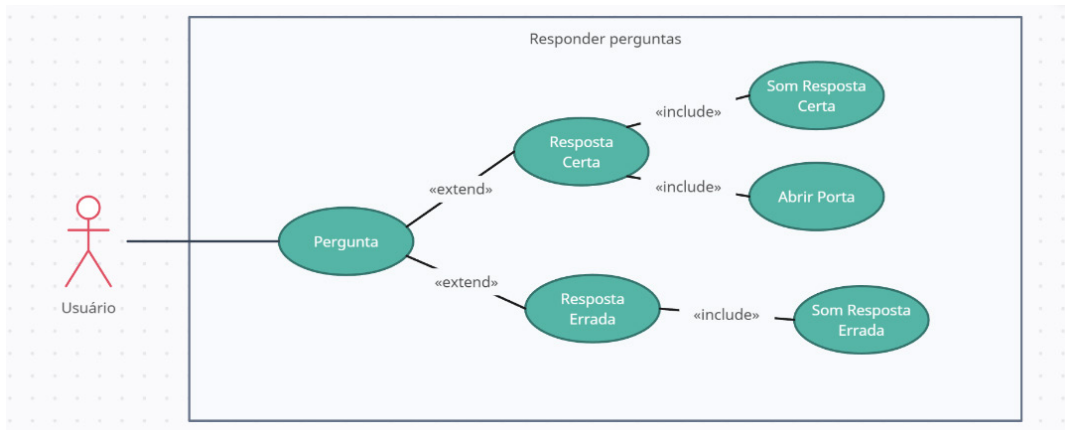 Responder perguntas
Som Resposta
Certa
«include»
Resposta
Certa
«include»
Abrir Porta
«extend»
Pergunta
Usuário
«extend»
Resposta
Errada
«include»
Som Resposta
Errada